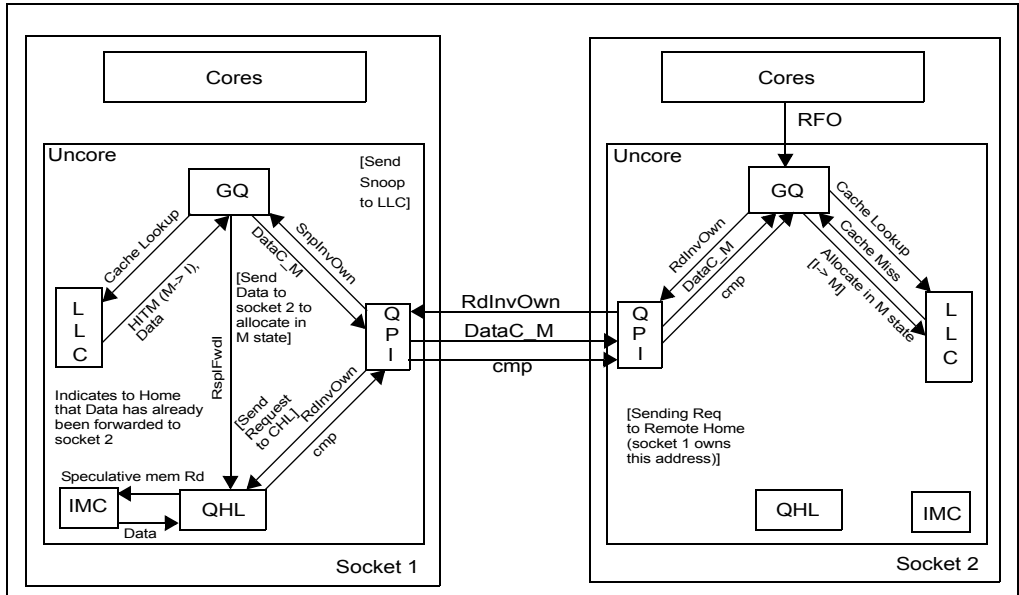 Cores
Uncore
GQ
[Send
Snoop
to LLC]
Cache Lookup
HITM (M-> I),
Data
DataC_M
SnpInvOwn
[Send
Data to
socket 2 to
allocate in
M state]
L
L
C
Q
P
I
RspIFwdI
Indicates to Home
that Data has already
been forwarded to
socket 2
[Send
Request
to CHL]
RdInvOwn
cmp
Speculative mem Rd
IMC
Data
QHL
Socket 1
RdInvOwn
DataC_M
cmp
Cores
RFO
Uncore
GQ
RdInvOwn
DataC_M
cmp
Cache Lookup
Cache Miss
Allocate in M state
[I-> M]
Q
P
I
L
L
C
[Sending Req
to Remote Home
(socket 1 owns
this address)]
QHL
IMC
Socket 2